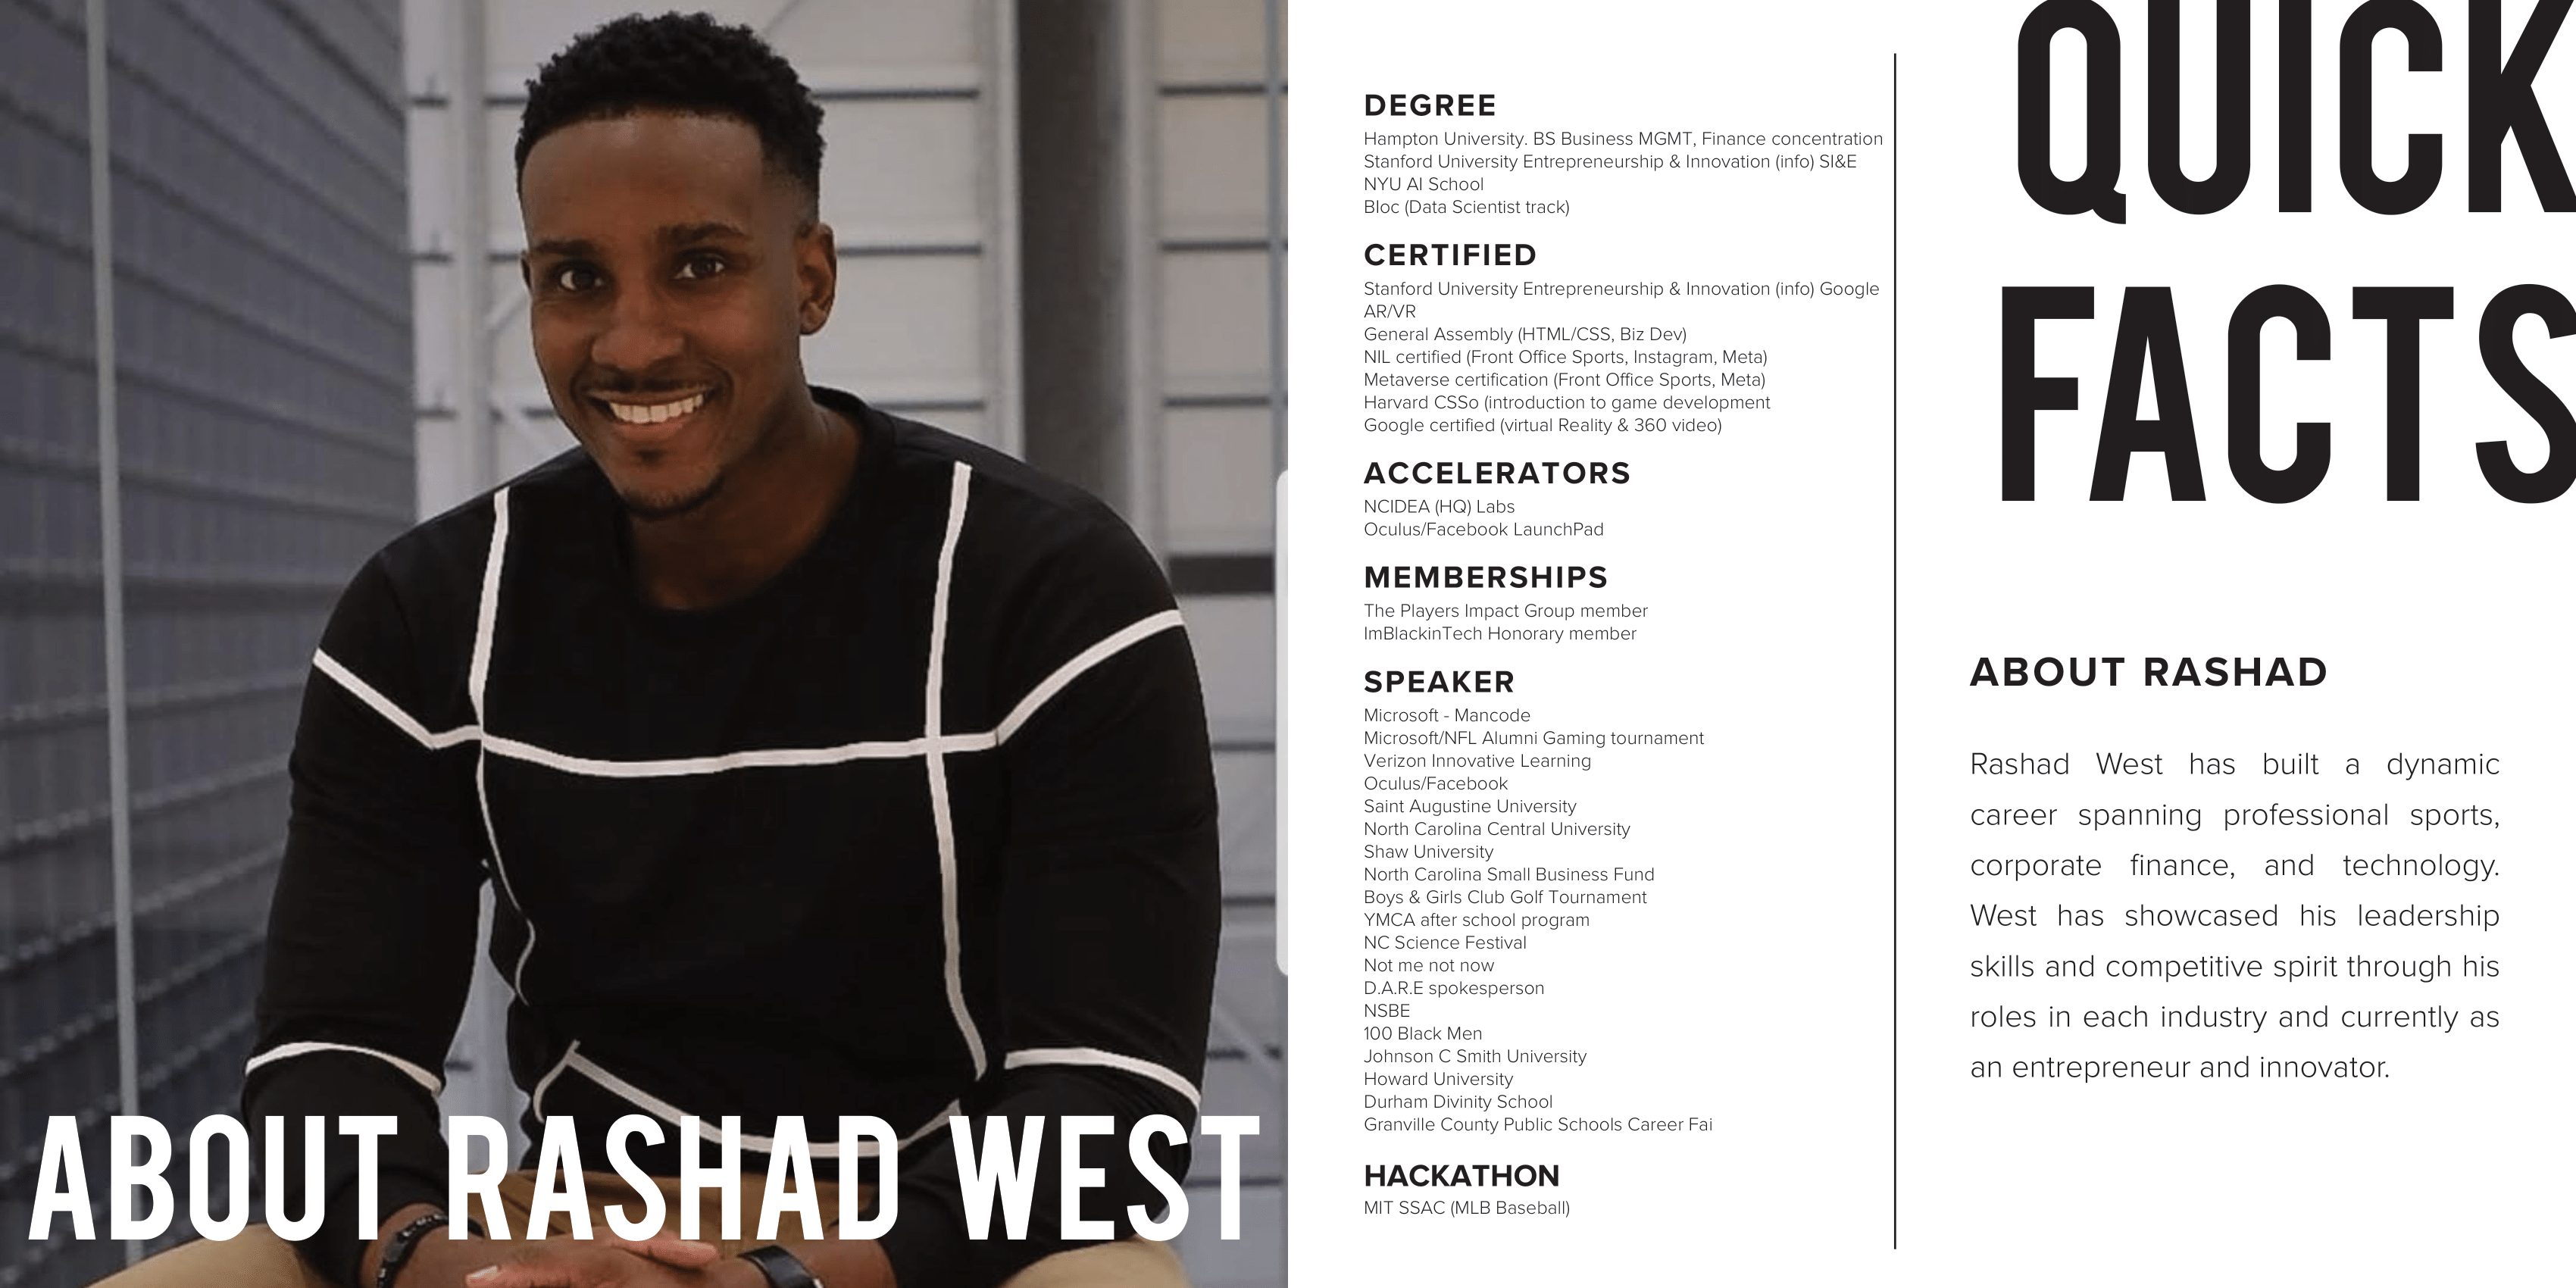 ABOUT RASHAD WEST
DEGREE
Hampton University. BS Business MGMT, Finance concentration
Stanford University Entrepreneurship & Innovation (info) SI&E
NYU AI School
Bloc (Data Scientist track)
CERTIFIED
Stanford University Entrepreneurship & Innovation (info) Google
AR/VR
General Assembly (HTML/CSS, Biz Dev)
NIL certified (Front Office Sports, Instagram, Meta)
Metaverse certification (Front Office Sports, Meta)
Harvard CSSo (introduction to game development
Google certified (virtual Reality & 360 video)
ACCELERATORS
NCIDEA (HQ) Labs
Oculus/Facebook LaunchPad
MEMBERSHIPS
The Players Impact Group member
ImBlackinTech Honorary member
SPEAKER
Microsoft - Mancode
Microsoft/NFL Alumni Gaming tournament
Verizon Innovative Learning
Oculus/Facebook
Saint Augustine University
North Carolina Central University
Shaw University
North Carolina Small Business Fund
Boys & Girls Club Golf Tournament
YMCA after school program
NC Science Festival
Not me not now
D.A.R.E spokesperson
NSBE
100 Black Men
Johnson C Smith University
Howard University
Durham Divinity School
Granville County Public Schools Career Fai
HACKATHON
MIT SSAC (MLB Baseball)
QUICK
FACTS
ABOUT RASHAD
Rashad West has built a dynamic
career spanning professional sports,
corporate finance, and technology.
West has showcased his leadership
skills and competitive spirit through his
roles in each industry and currently as
an entrepreneur and innovator.